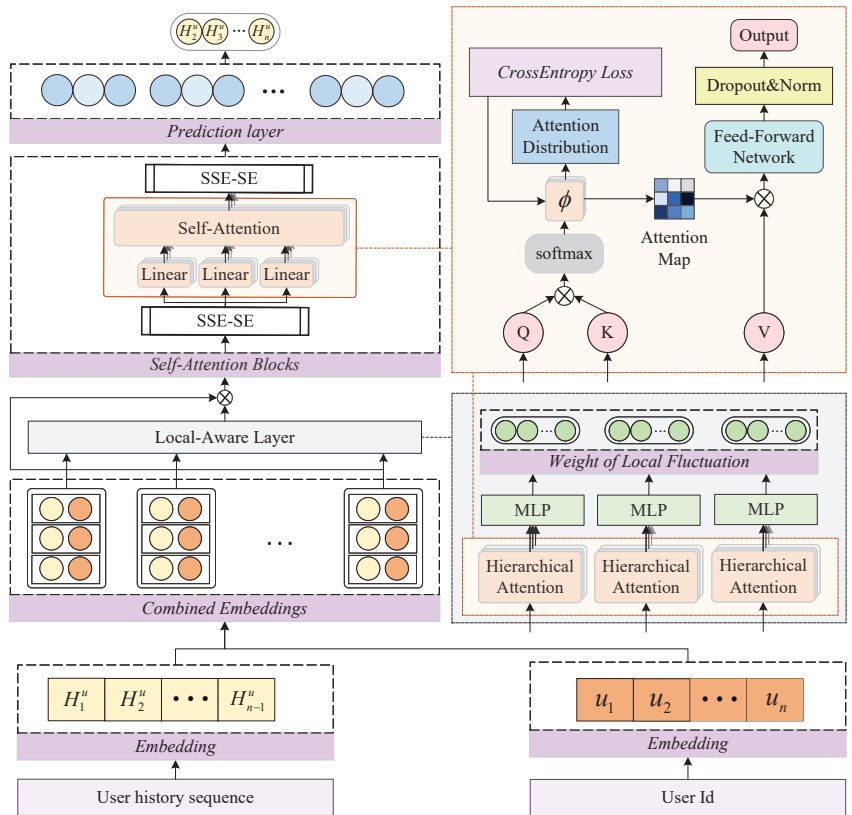 H₂ᵘ H₃ᵘ ··· Hₙᵘ
Prediction layer
SSE-SE
Self-Attention
Linear Linear Linear
SSE-SE
Self-Attention Blocks
Local-Aware Layer
Combined Embeddings
H₁ᵘ H₂ᵘ ··· Hₙ₋₁ᵘ
Embedding
User history sequence
Output
CrossEntropy Loss
Dropout&Norm
Attention
Distribution
Feed-Forward
Network
ϕ
Attention
Map
softmax
Q K V
Weight of Local Fluctuation
MLP MLP MLP
Hierarchical Hierarchical Hierarchical
Attention Attention Attention
u₁ u₂ ··· uₙ
Embedding
User Id